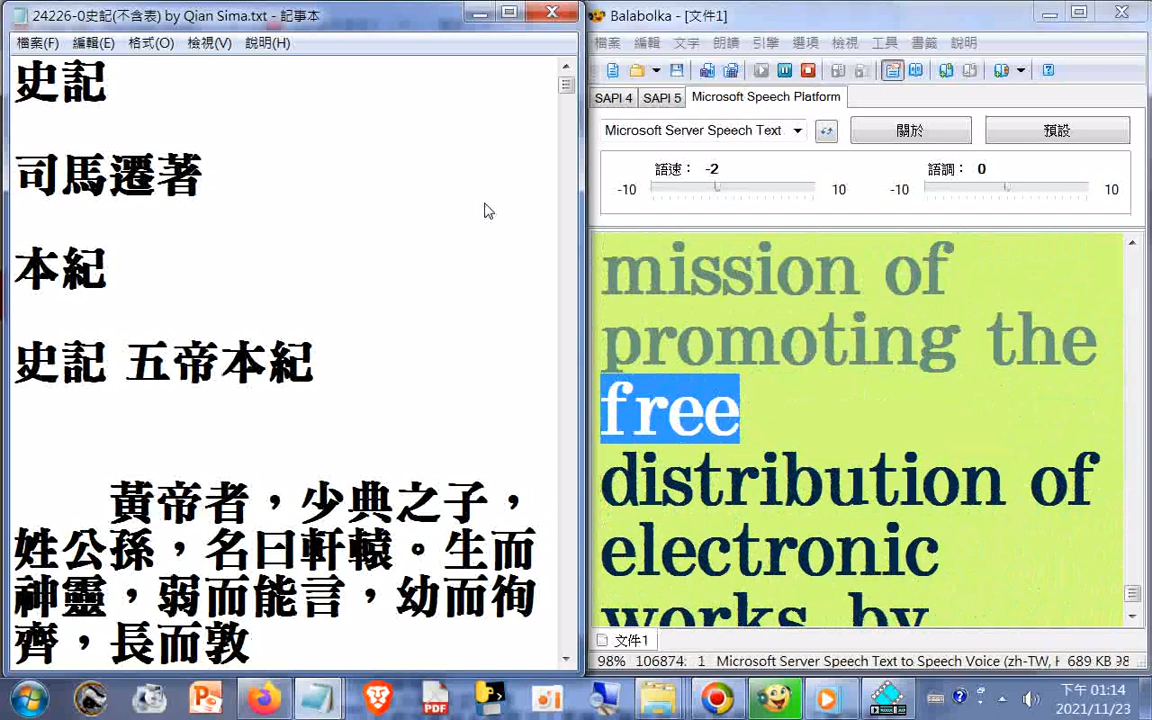 24226-0史記(不含表) by Qian Sima.txt - 記事本
檔案(F) 編輯(E) 格式(O) 檢視(V) 說明(H)
史記
司馬遷著
本紀
史記 五帝本紀
黃帝者，少典之子，
姓公孫，名曰軒轅。生而
神靈，弱而能言，幼而徇
齊，長而敦
Balabolka - [文件1]
檔案 編輯 文字 朗讀 引擎 選項 檢視 工具 書籤 說明
SAPI 4 SAPI 5 Microsoft Speech Platform
Microsoft Server Speech Text 關於 預設
語速： -2 語調： 0
-10 10 -10 10
mission of
promoting the
free
distribution of
electronic
works by
文件1
98% 106874: 1 Microsoft Server Speech Text to Speech Voice (zh-TW, H 689 KB 98
PDF
下午 01:14
2021/11/23